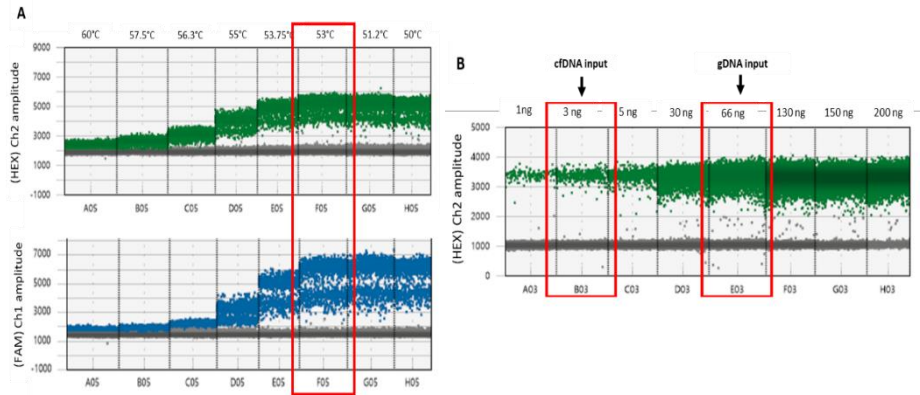 A
60°C 57.5°C 56.3°C 55°C 53.75°C 53°C 51.2°C 50°C
(HEX) Ch2 amplitude
9000
7000
5000
3000
1000
-1000
A05 B05 C05 D05 E05 F05 G05 H05
(FAM) Ch1 amplitude
7000
5000
3000
1000
-1000
A05 B05 C05 D05 E05 F05 G05 H05
B
cfDNA input gDNA input
1ng 3 ng 5 ng 30 ng 66 ng 130 ng 150 ng 200 ng
(HEX) Ch2 amplitude
5000
4000
3000
2000
1000
0
A03 B03 C03 D03 E03 F03 G03 H03